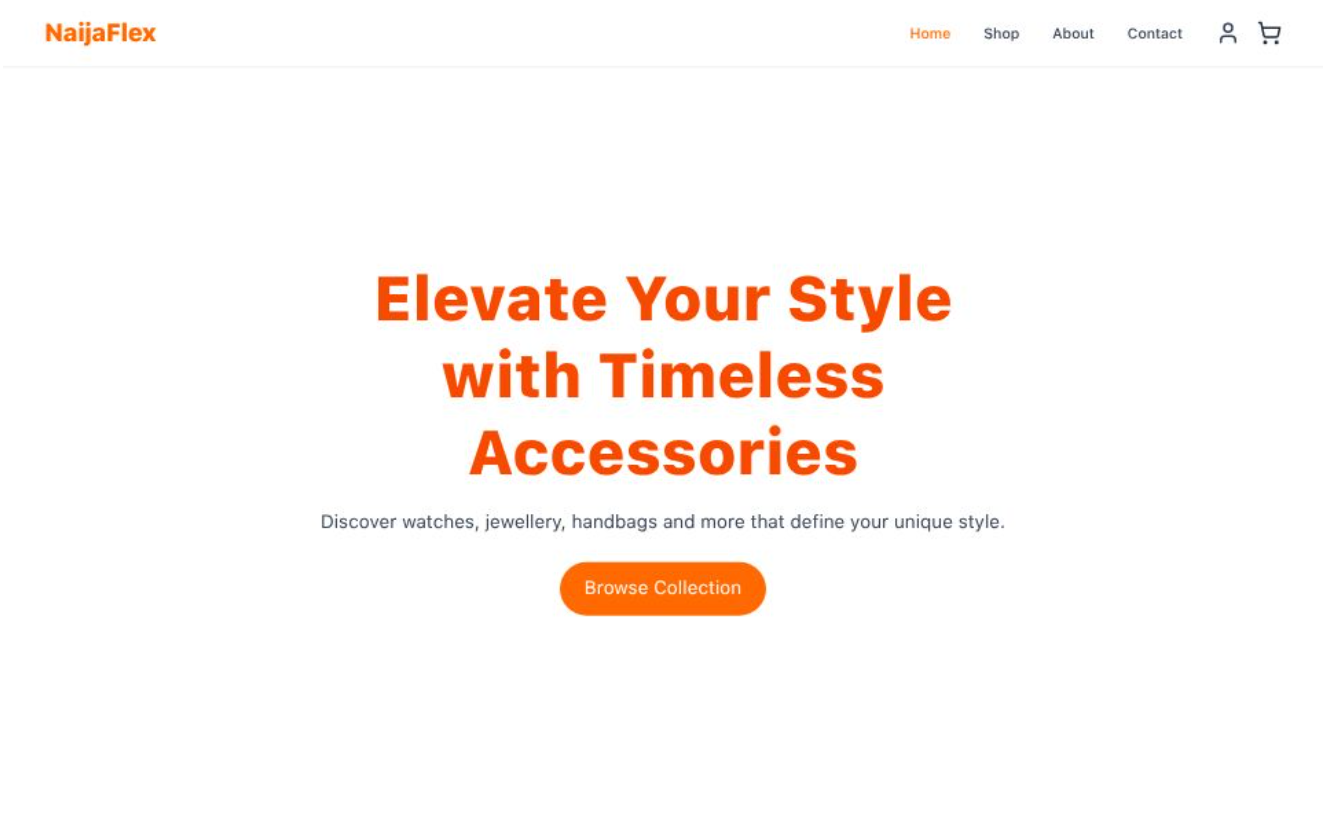 NaijaFlex
Home Shop About Contact
Elevate Your Style
with Timeless
Accessories
Discover watches, jewellery, handbags and more that define your unique style.
Browse Collection